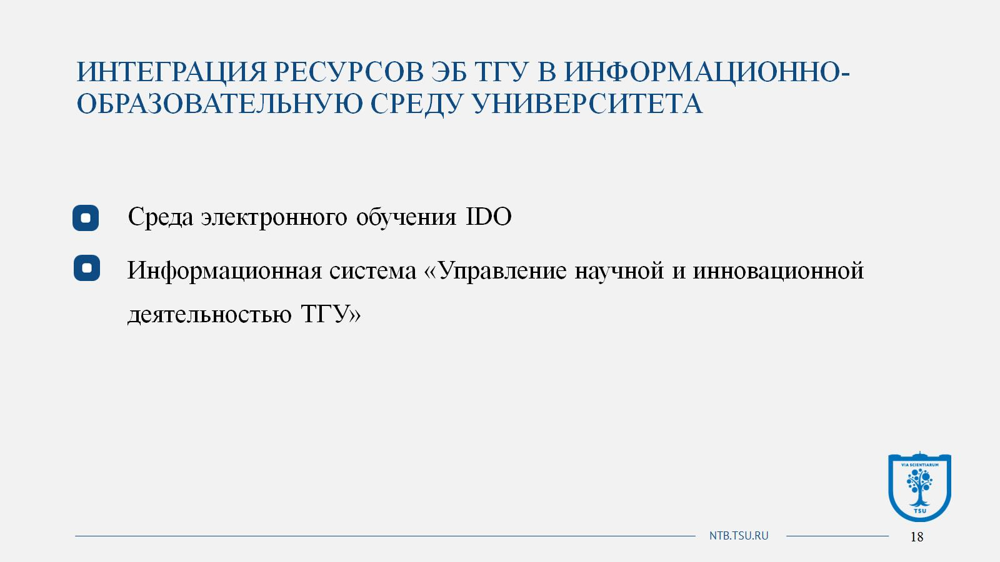 ИНТЕГРАЦИЯ РЕСУРСОВ ЭБ ТГУ В ИНФОРМАЦИОННО-
ОБРАЗОВАТЕЛЬНУЮ СРЕДУ УНИВЕРСИТЕТА
Среда электронного обучения IDO
Информационная система «Управление научной и инновационной
деятельностью ТГУ»
VIA SCIENTIARUM
TSU
NTB.TSU.RU
18